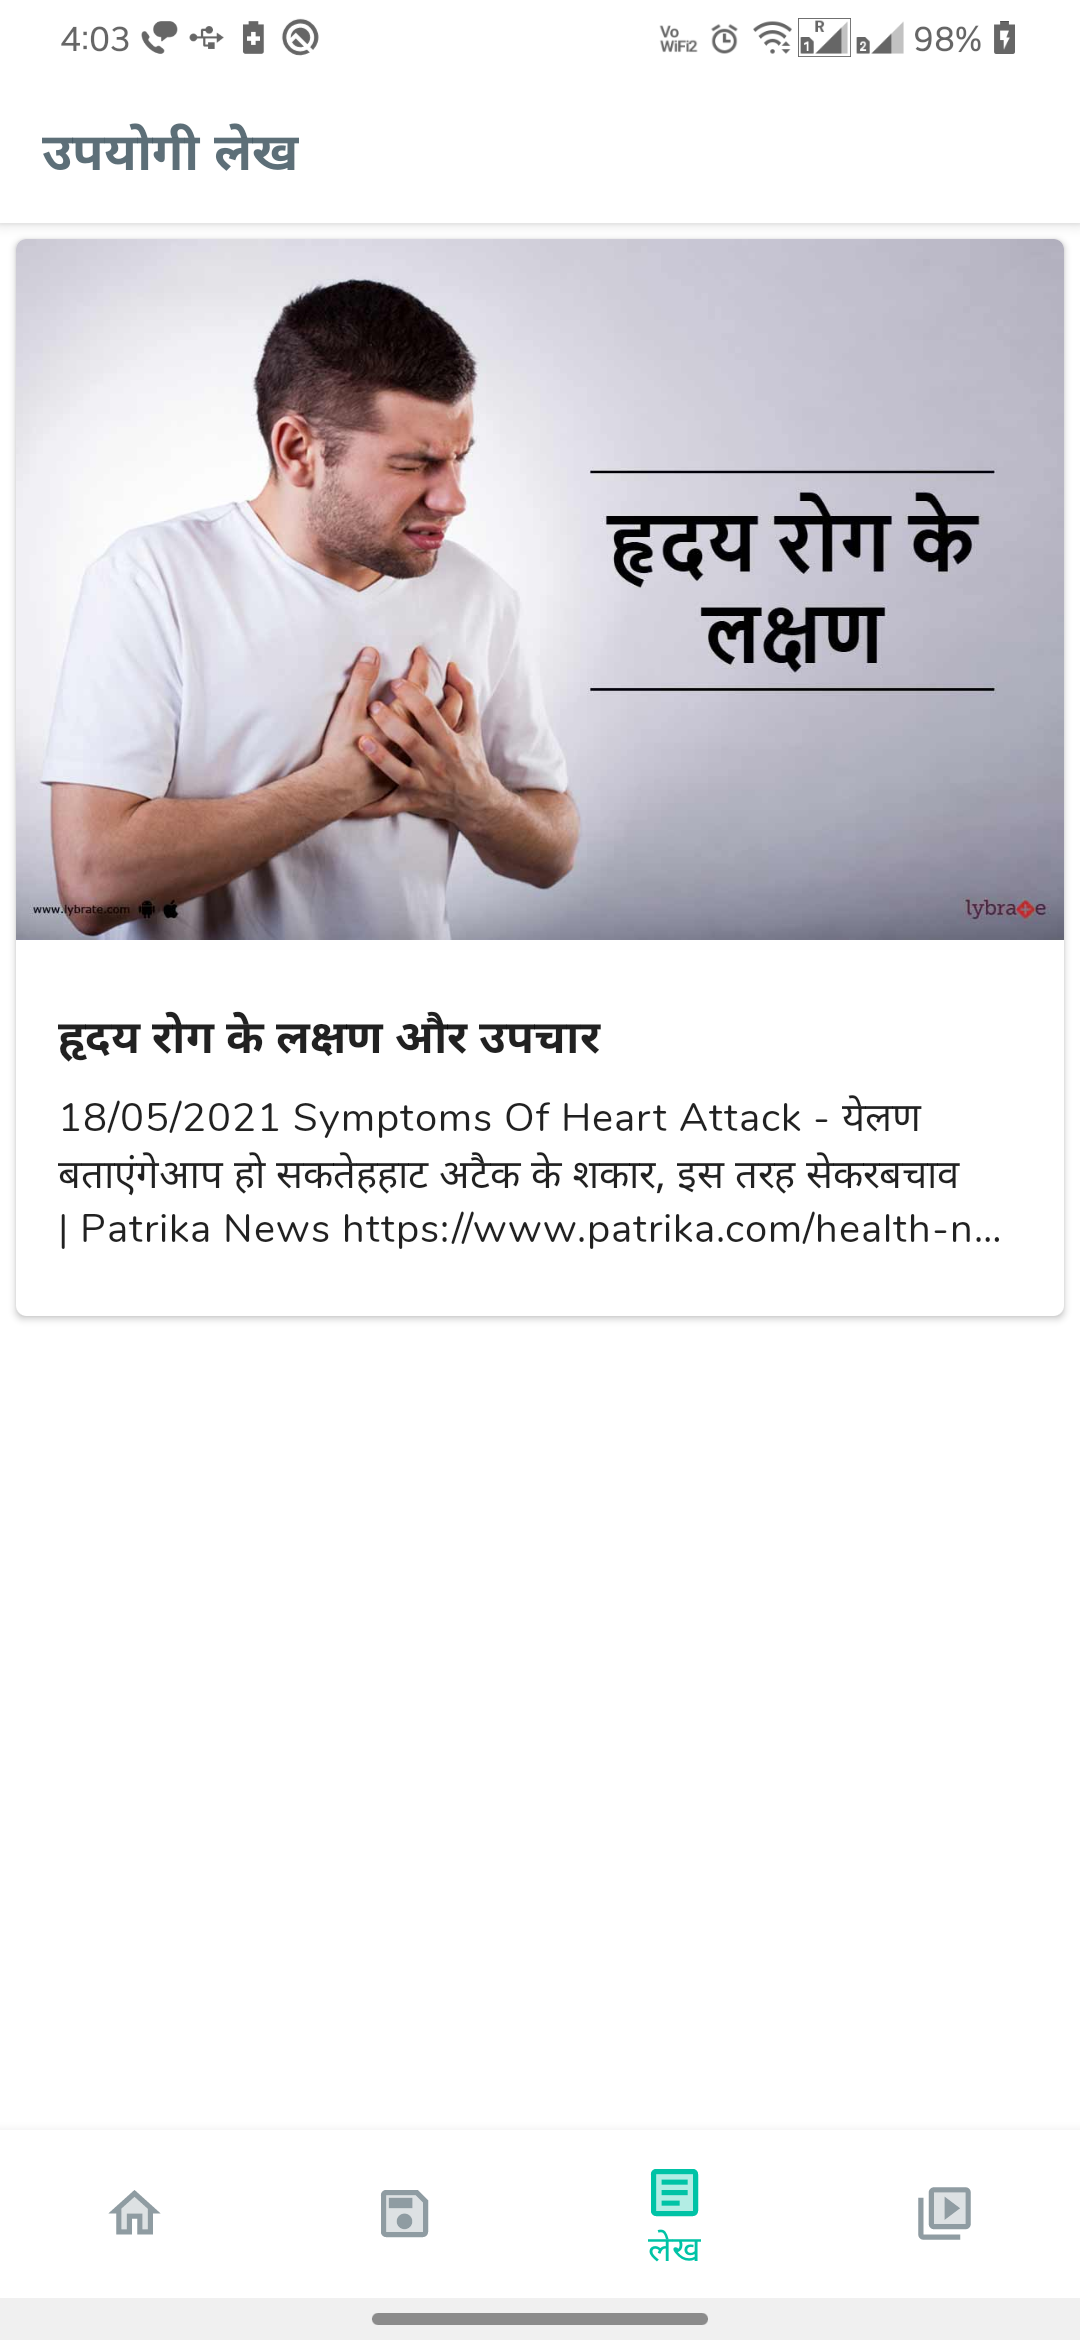 4:03
Vo WiFi2 R 1 2 98%
उपयोगी लेख
हृदय रोग के
लक्षण
www.lybrate.com
lybrate
हृदय रोग के लक्षण और उपचार
18/05/2021 Symptoms Of Heart Attack - येलण
बताएंगेआप हो सकतेहहाट अटैक के शकार, इस तरह सेकरबचाव
| Patrika News https://www.patrika.com/health-n...
लेख